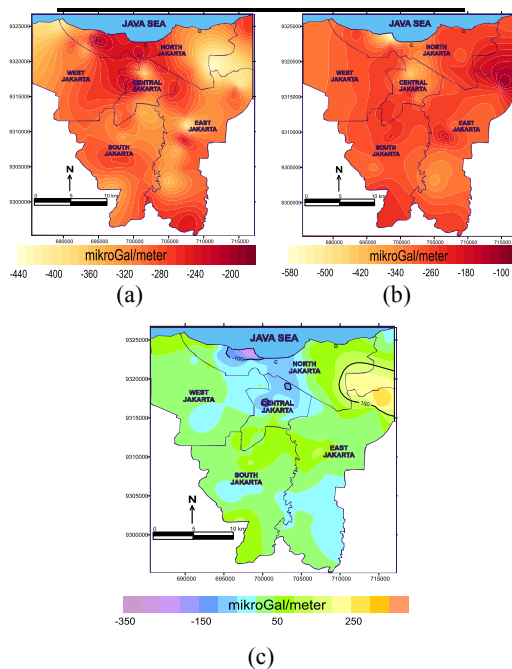 JAVA SEA
NORTH
JAKARTA
WEST
JAKARTA
CENTRAL
JAKARTA
EAST
JAKARTA
SOUTH
JAKARTA
N
0 5 10 km
9325000
9320000
9315000
9310000
9305000
9300000
690000 695000 700000 705000 710000 715000
mikroGal/meter
-440 -360 -280 -200
(a)
JAVA SEA
NORTH
JAKARTA
WEST
JAKARTA
CENTRAL
JAKARTA
EAST
JAKARTA
SOUTH
JAKARTA
N
0 5 10 km
9325000
9320000
9315000
9310000
9305000
9300000
690000 695000 700000 705000 710000 715000
mikroGal/meter
-580 -460 -340 -260 -180 -100
(b)
JAVA SEA
-100
NORTH
JAKARTA
150
WEST
JAKARTA
CENTRAL
JAKARTA
EAST
JAKARTA
SOUTH
JAKARTA
N
0 5 10 km
9325000
9320000
9315000
9310000
9305000
9300000
690000 695000 700000 705000 710000 715000
mikroGal/meter
-350 -150 50 250
(c)